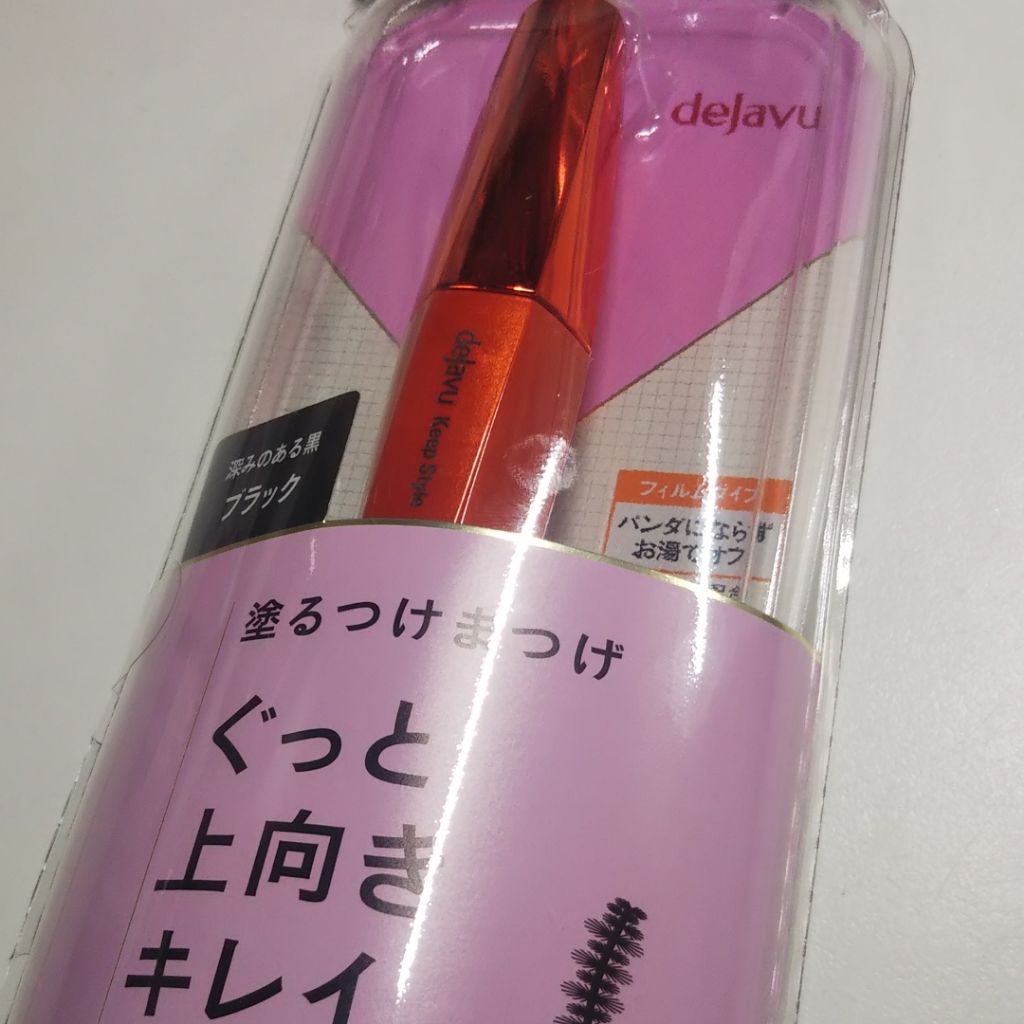 dejavu
dejavu Keep Style
深みのある黒
ブラック
フィルムタイプ
パンダにならず
お湯でオフ
塗るつけまつげ
ぐっと
上向き
キレイ